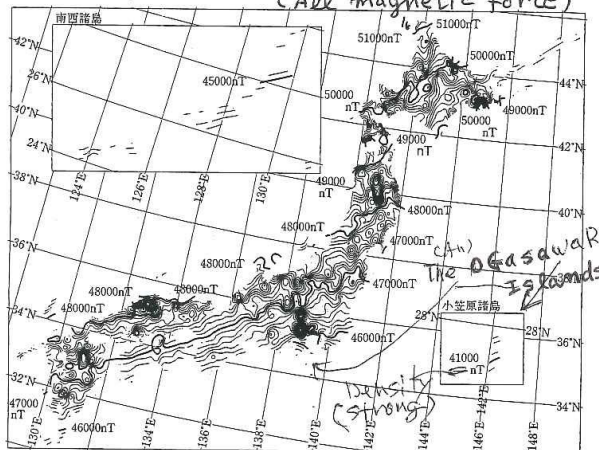 (All magnetic force)
南西諸島
42°N
26°N
40°N
24°N
38°N
36°N
34°N
32°N
45000nT
124°E
126°E
128°E
130°E
51000nT
51000nT
50000nT
50000
nT
44°N
49000nT
50000
nT
49000
nT
42°N
49000
nT
48000nT
40°N
48000nT
47000nT
(An)
The OGasawara
Islands
48000nT
48000nT
48000nT
47000nT
46000nT
小笠原諸島
28°N
28°N
36°N
41000
nT
142°E
Density
(strong)
34°N
47000
nT
46000nT
130°E
132°E
134°E
136°E
138°E
140°E
142°E
144°E
146°E